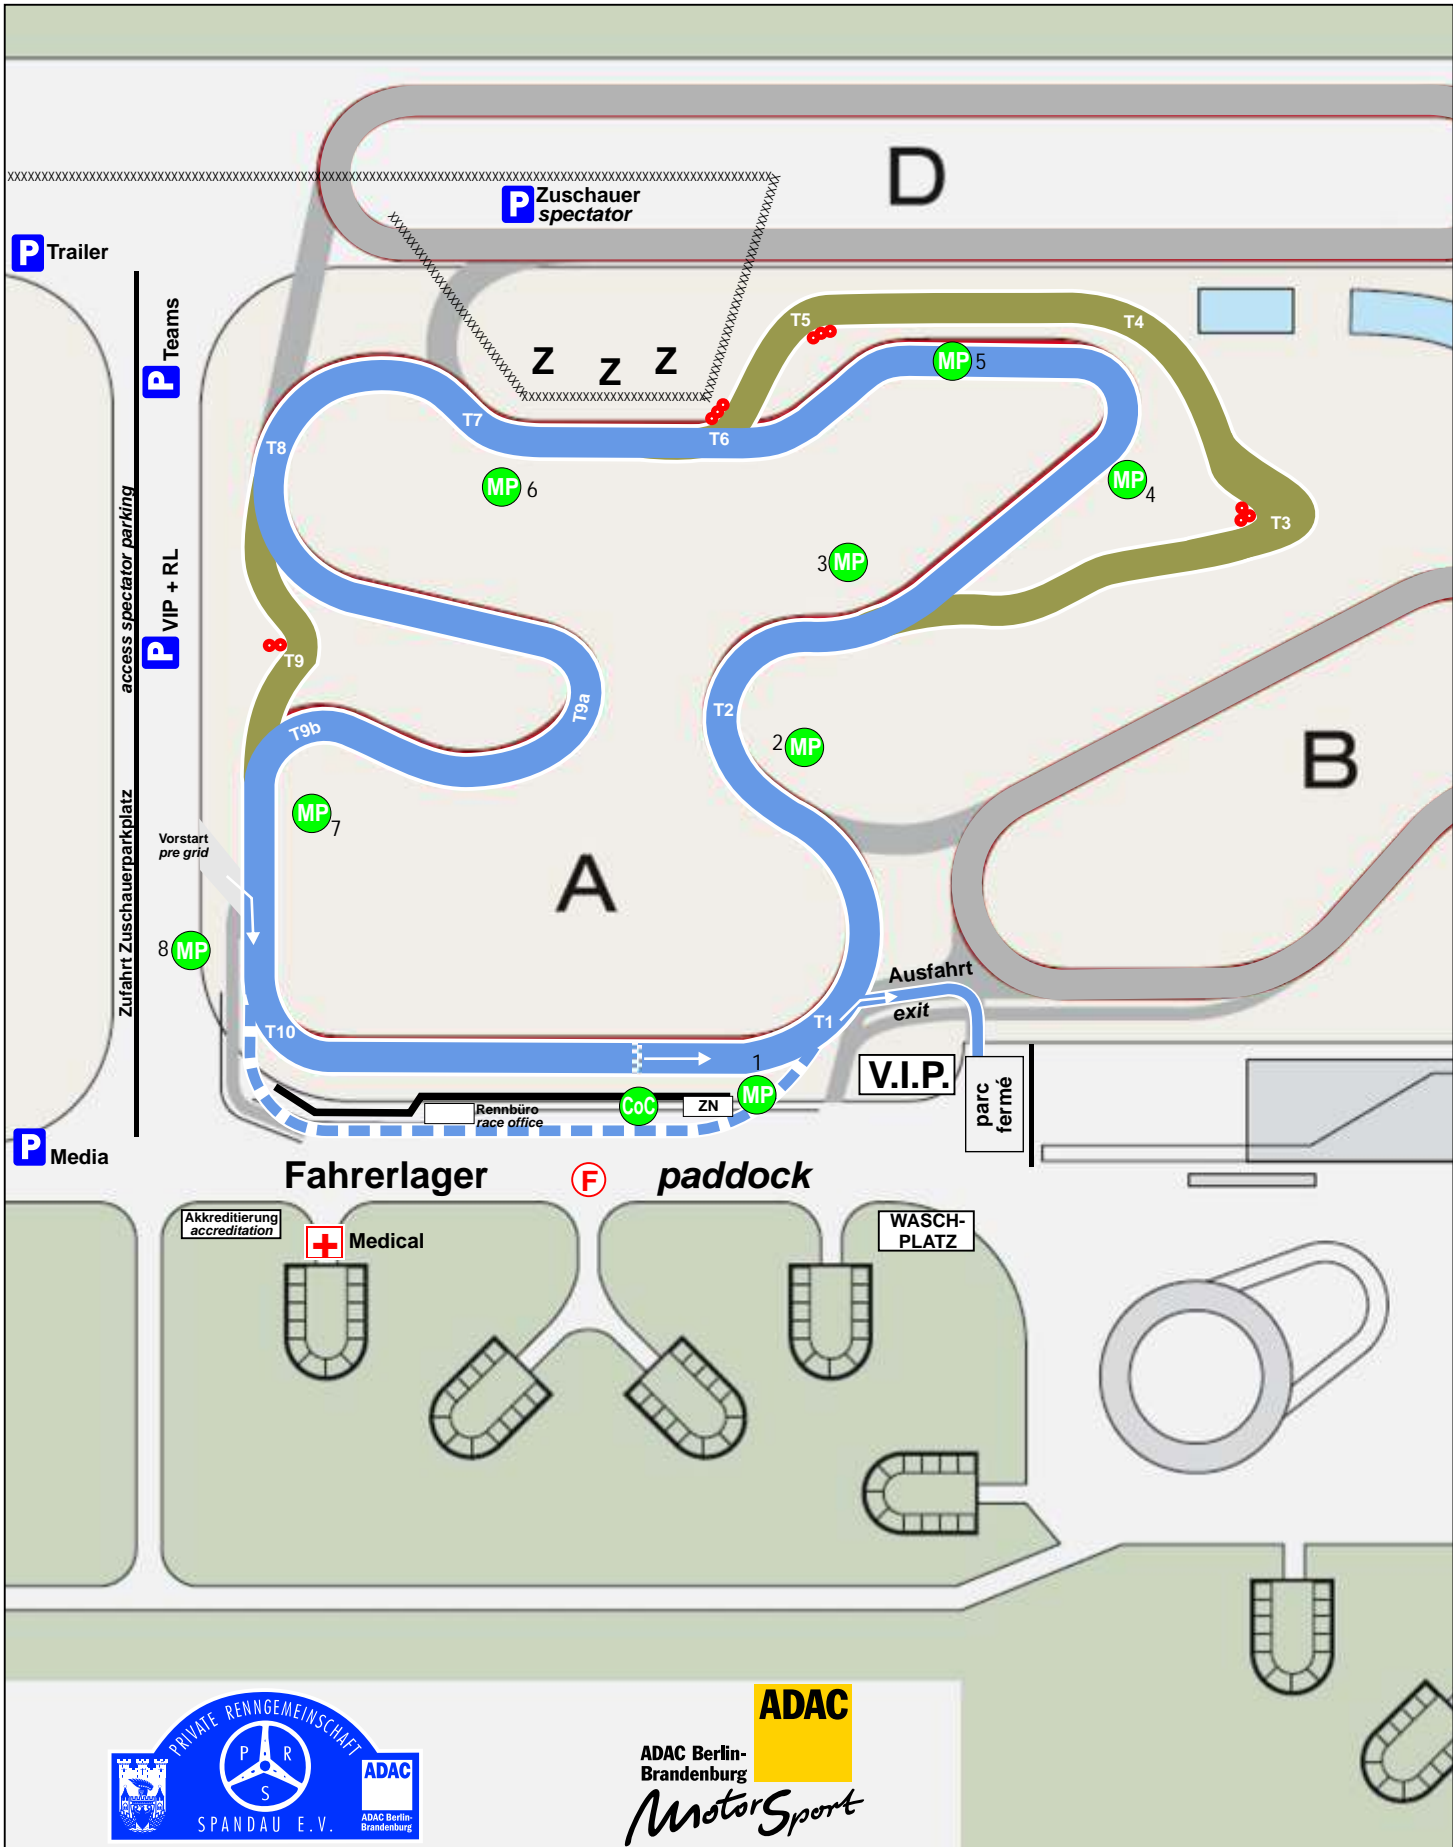 D
P Zuschauer
spectator
P Trailer
P Teams
T5
T4
Z Z Z
MP 5
T7
T6
T8
MP 6
MP 4
T3
access spectator parking
3 MP
P VIP + RL
T9
T9a
T2
T9b
2 MP
B
MP 7
Vorstart
pre grid
A
Zufahrt Zuschauerparkplatz
8 MP
Ausfahrt
exit
T10
T1
1
MP
V.I.P.
parc
fermé
CoC
ZN
Rennbüro
race office
P Media
Fahrerlager
F
paddock
Akkreditierung
accreditation
Medical
WASCH-
PLATZ
PRIVATE RENNGEMEINSCHAFT
P R
S
SPANDAU E.V.
ADAC
ADAC Berlin-
Brandenburg
ADAC
ADAC Berlin-
Brandenburg
MotorSport